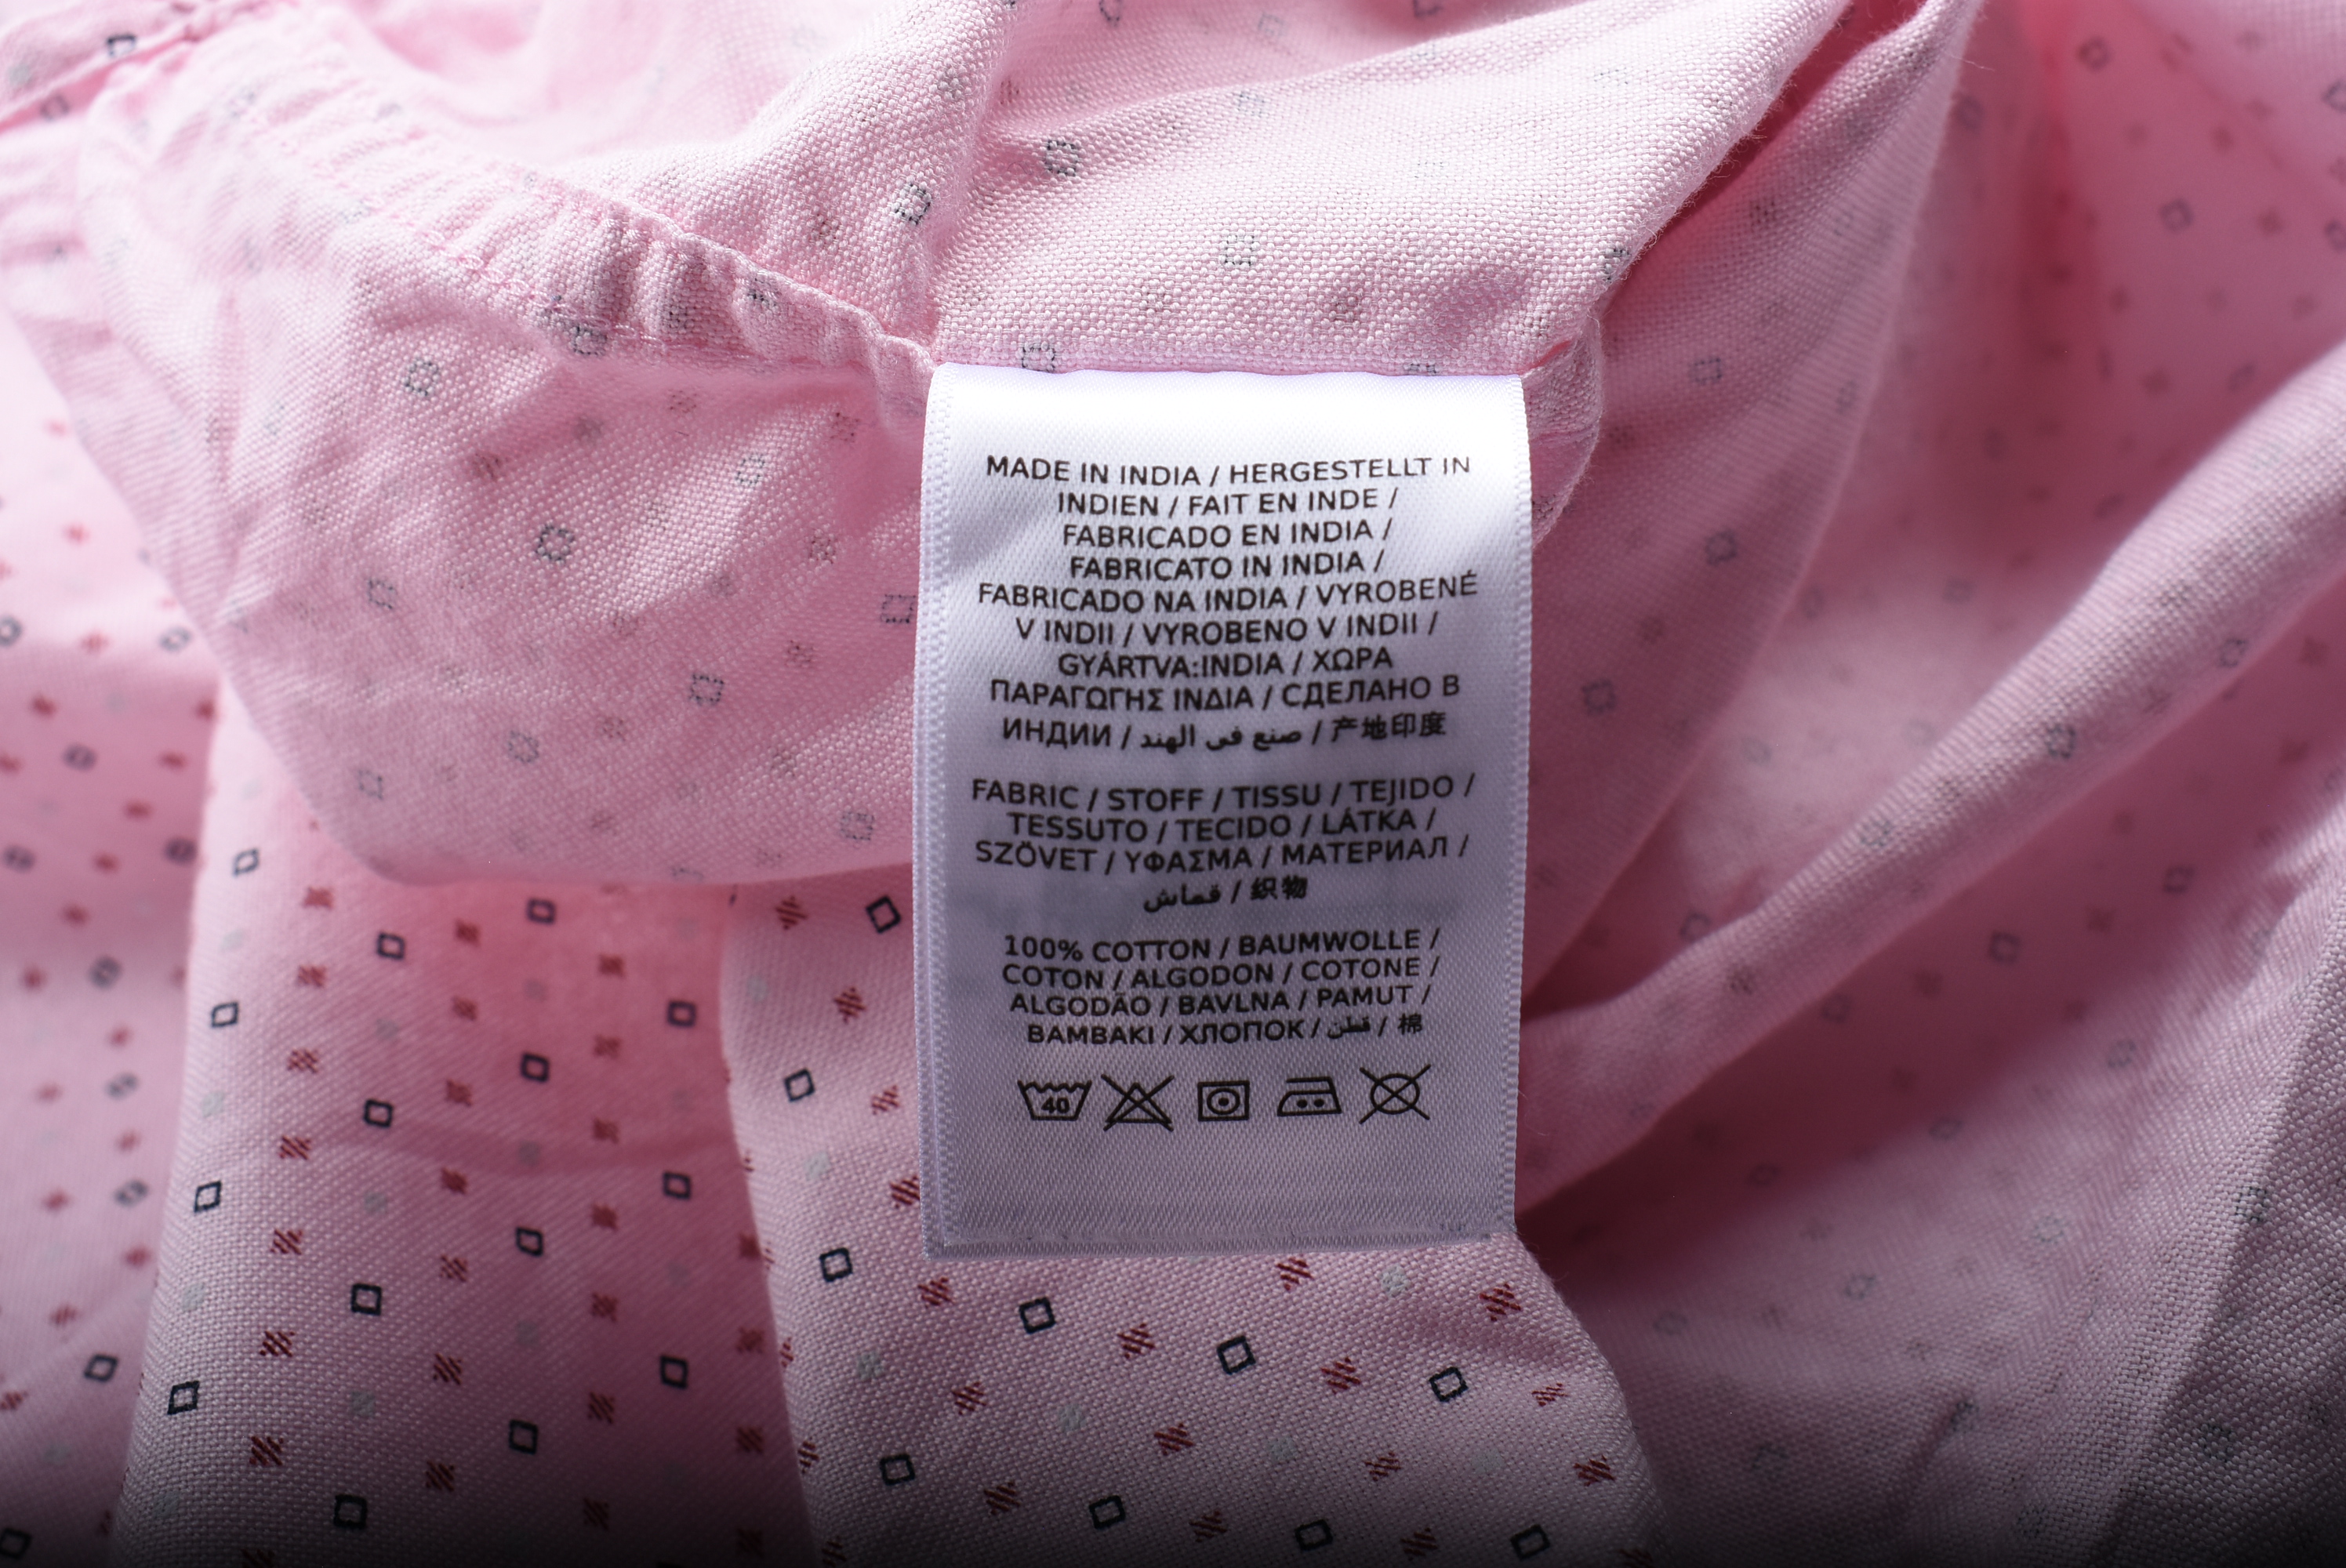 MADE IN INDIA / HERGESTELLT IN
INDIEN / FAIT EN INDE /
FABRICADO EN INDIA /
FABRICATO IN INDIA /
FABRICADO NA INDIA / VYROBENÉ
V INDII / VYROBENO V INDII /
GYÁRTVA:INDIA / ΧΩΡΑ
ΠΑΡΑΓΩΓΗΣ ΙΝΔΙΑ / СДЕЛАНО В
ИНДИИ / صنع في الهند / 产地印度
FABRIC / STOFF / TISSU / TEJIDO /
TESSUTO / TECIDO / LÁTKA /
SZÖVET / ΥΦΑΣΜΑ / МАТЕРИАЛ /
قماش / 织物
100% COTTON / BAUMWOLLE /
COTON / ALGODON / COTONE /
ALGODÃO / BAVLNA / PAMUT /
BAMBAKI / ХЛОПОК / قطن / 棉
40